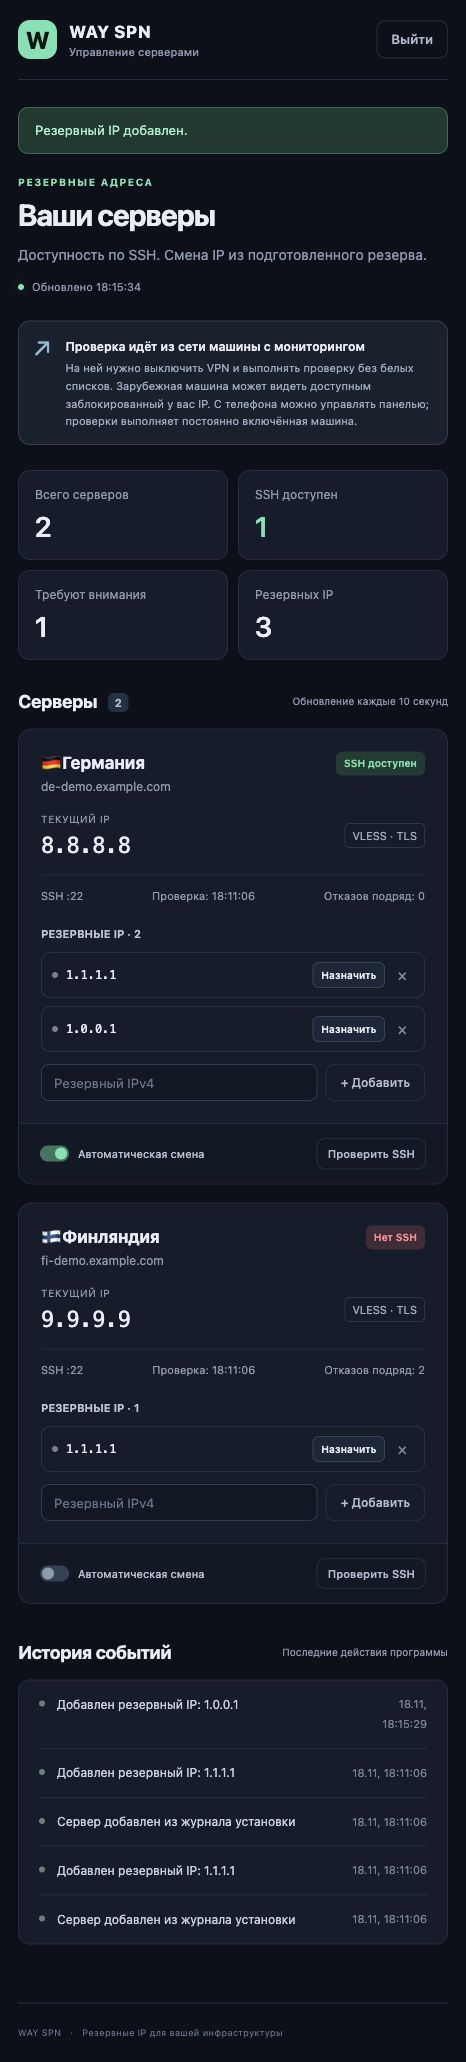 W
WAY SPN
Управление серверами
Выйти
Резервный IP добавлен.
РЕЗЕРВНЫЕ АДРЕСА
Ваши серверы
Доступность по SSH. Смена IP из подготовленного резерва.
Обновлено 18:15:34
Проверка идёт из сети машины с мониторингом
На ней нужно выключить VPN и выполнять проверку без белых
списков. Зарубежная машина может видеть доступным
заблокированный у вас IP. С телефона можно управлять панелью;
проверки выполняет постоянно включённая машина.
Всего серверов
2
SSH доступен
1
Требуют внимания
1
Резервных IP
3
Серверы 2
Обновление каждые 10 секунд
Германия
SSH доступен
de-demo.example.com
ТЕКУЩИЙ IP
8.8.8.8
VLESS · TLS
SSH :22 Проверка: 18:11:06 Отказов подряд: 0
РЕЗЕРВНЫЕ IP · 2
1.1.1.1 Назначить ×
1.0.0.1 Назначить ×
Резервный IPv4 + Добавить
Автоматическая смена Проверить SSH
Финляндия
Нет SSH
fi-demo.example.com
ТЕКУЩИЙ IP
9.9.9.9
VLESS · TLS
SSH :22 Проверка: 18:11:06 Отказов подряд: 2
РЕЗЕРВНЫЕ IP · 1
1.1.1.1 Назначить ×
Резервный IPv4 + Добавить
Автоматическая смена Проверить SSH
История событий
Последние действия программы
Добавлен резервный IP: 1.0.0.1 18.11,
18:15:29
Добавлен резервный IP: 1.1.1.1 18.11, 18:11:06
Сервер добавлен из журнала установки 18.11, 18:11:06
Добавлен резервный IP: 1.1.1.1 18.11, 18:11:06
Сервер добавлен из журнала установки 18.11, 18:11:06
WAY SPN · Резервные IP для вашей инфраструктуры